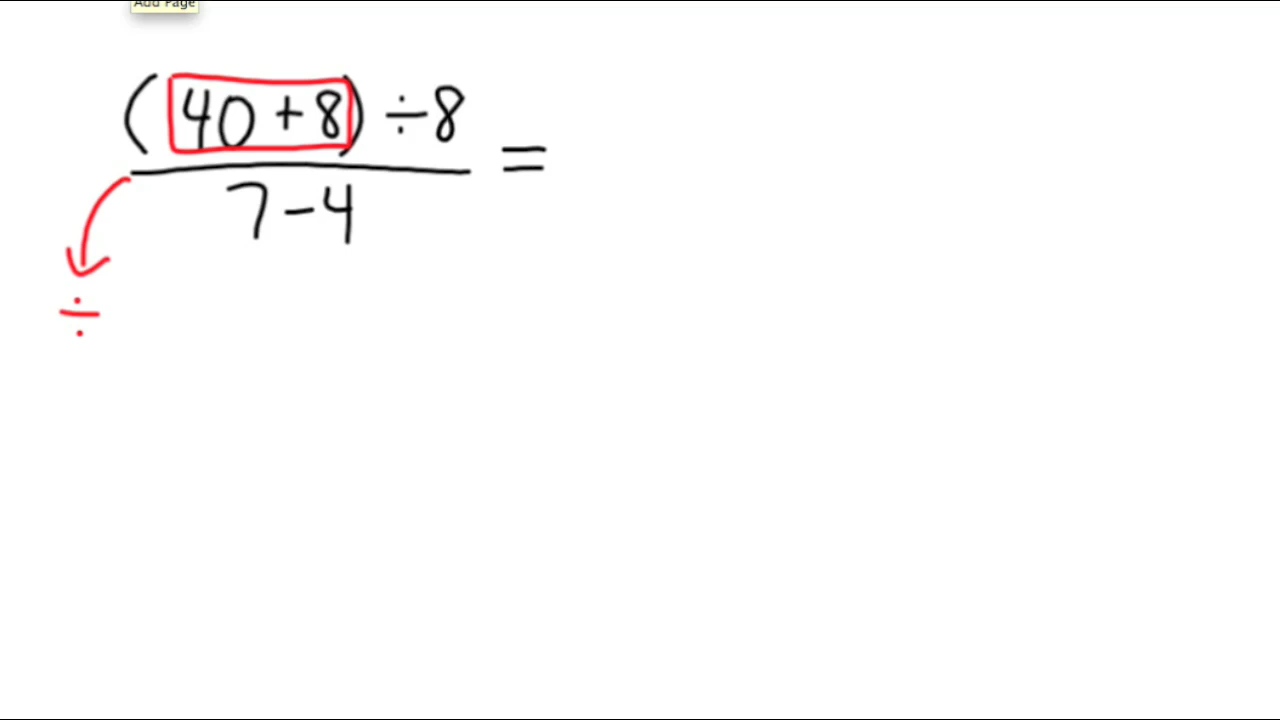 Add Page
(40+8)÷8
7-4
=
÷